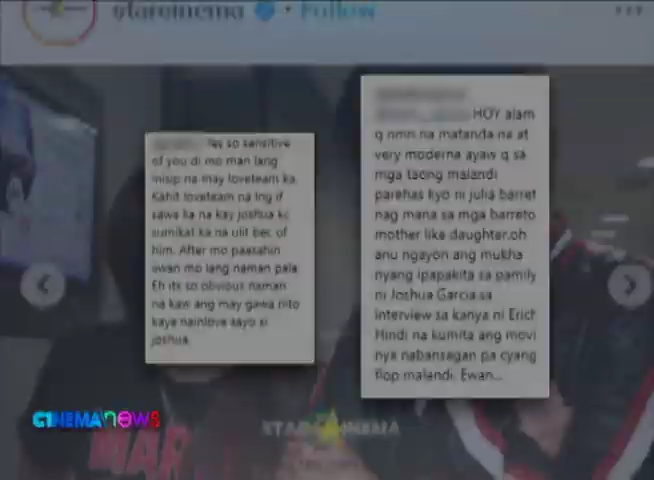 starcinema • Follow
Yes so sensitive
of you di mo man lang
inisip na may loveteam ka.
Kahit loveteam na lng if
sawa ka na kay joshua kc
sumikat ka na ulit bec of
him. After mo paasahin
iwan mo lang naman pala
Eh its so obvious naman
na ikaw ang may gawa nito
kaya nainlove sayo si
joshua.
HOY alam
q nmn na matanda na at
very moderna ayaw q sa
mga taong malandi
parehas kyo ni julia barret
nag mana sa mga barreto
mother like daughter.oh
anu ngayon ang mukha
nyang ipapakita sa pamily
ni Joshua Garcia.sa
interview sa kanya ni Erich
Hindi na kumita ang movi
nya nabansagan pa cyang
flop malandi. Ewan...
CINEMANEWS
STAR CINEMA
MAR